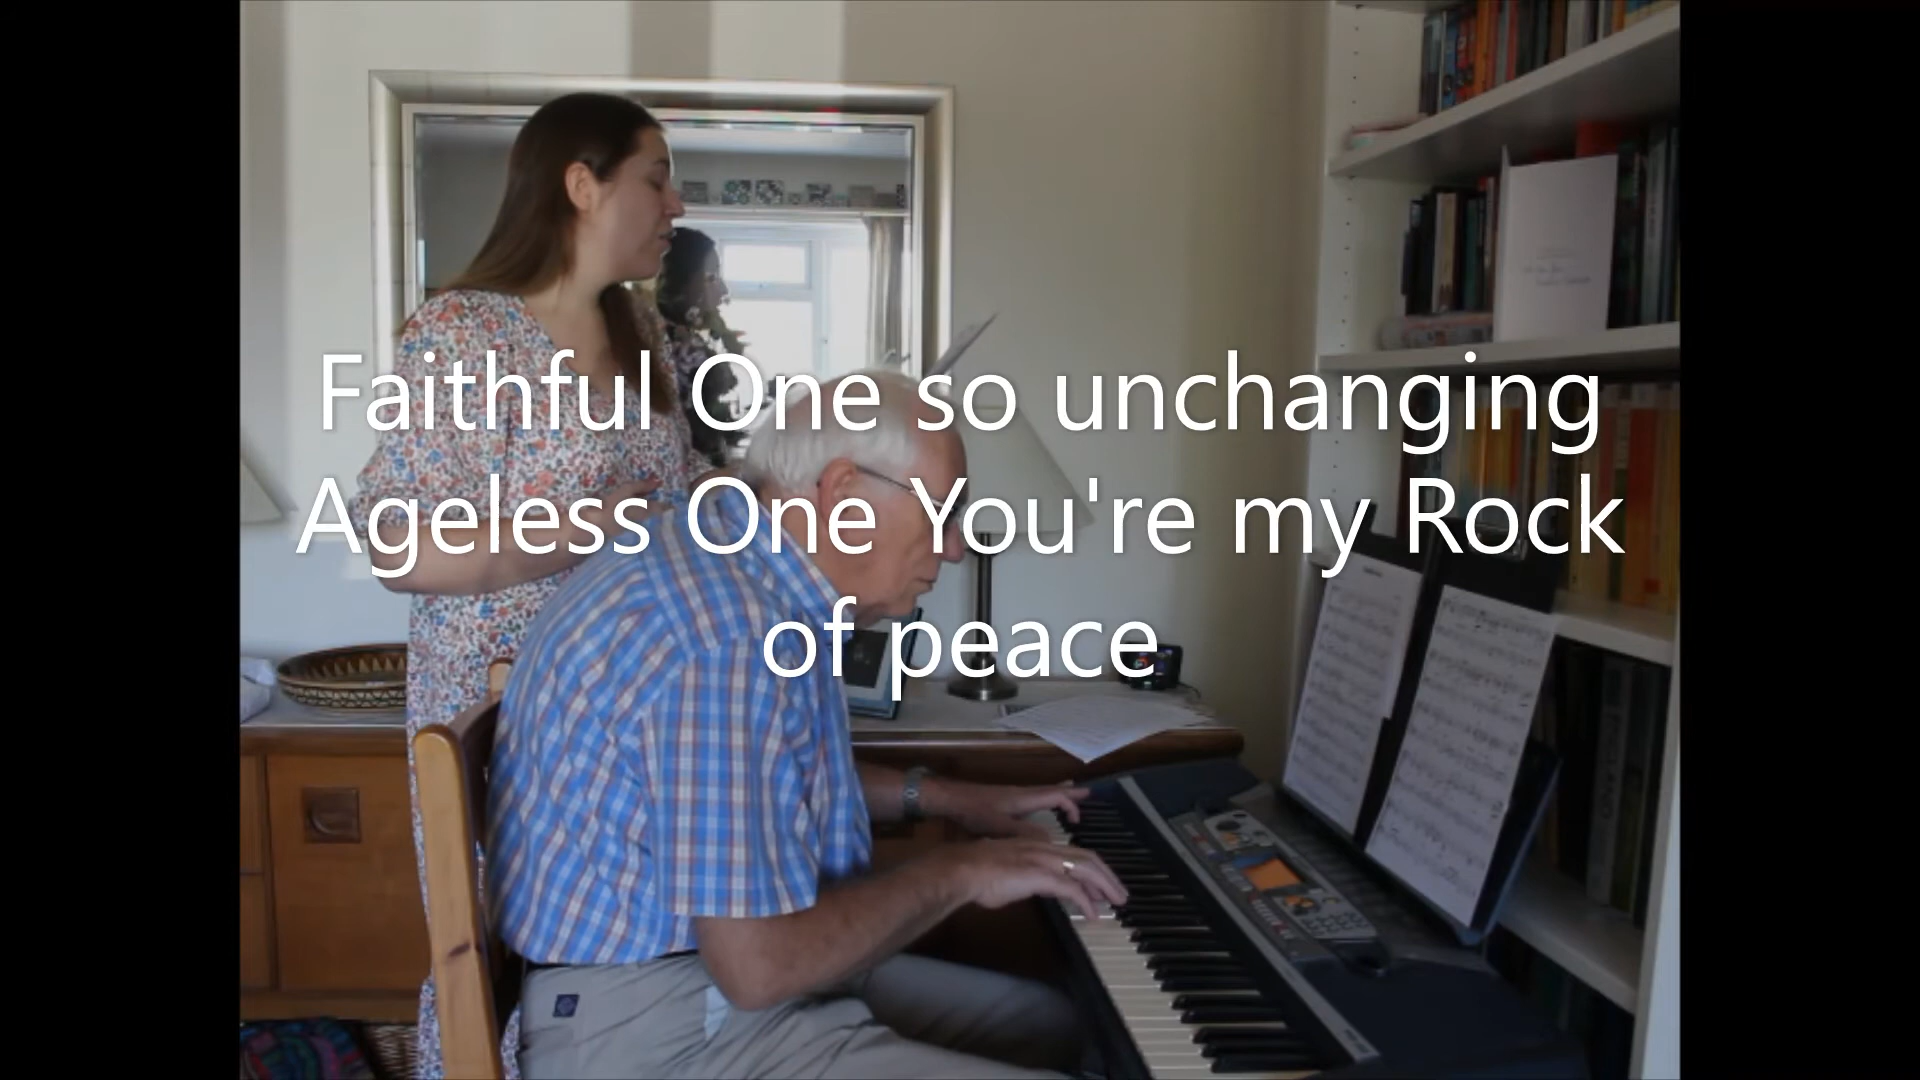 Faithful One so unchanging
Ageless One You're my Rock
of peace